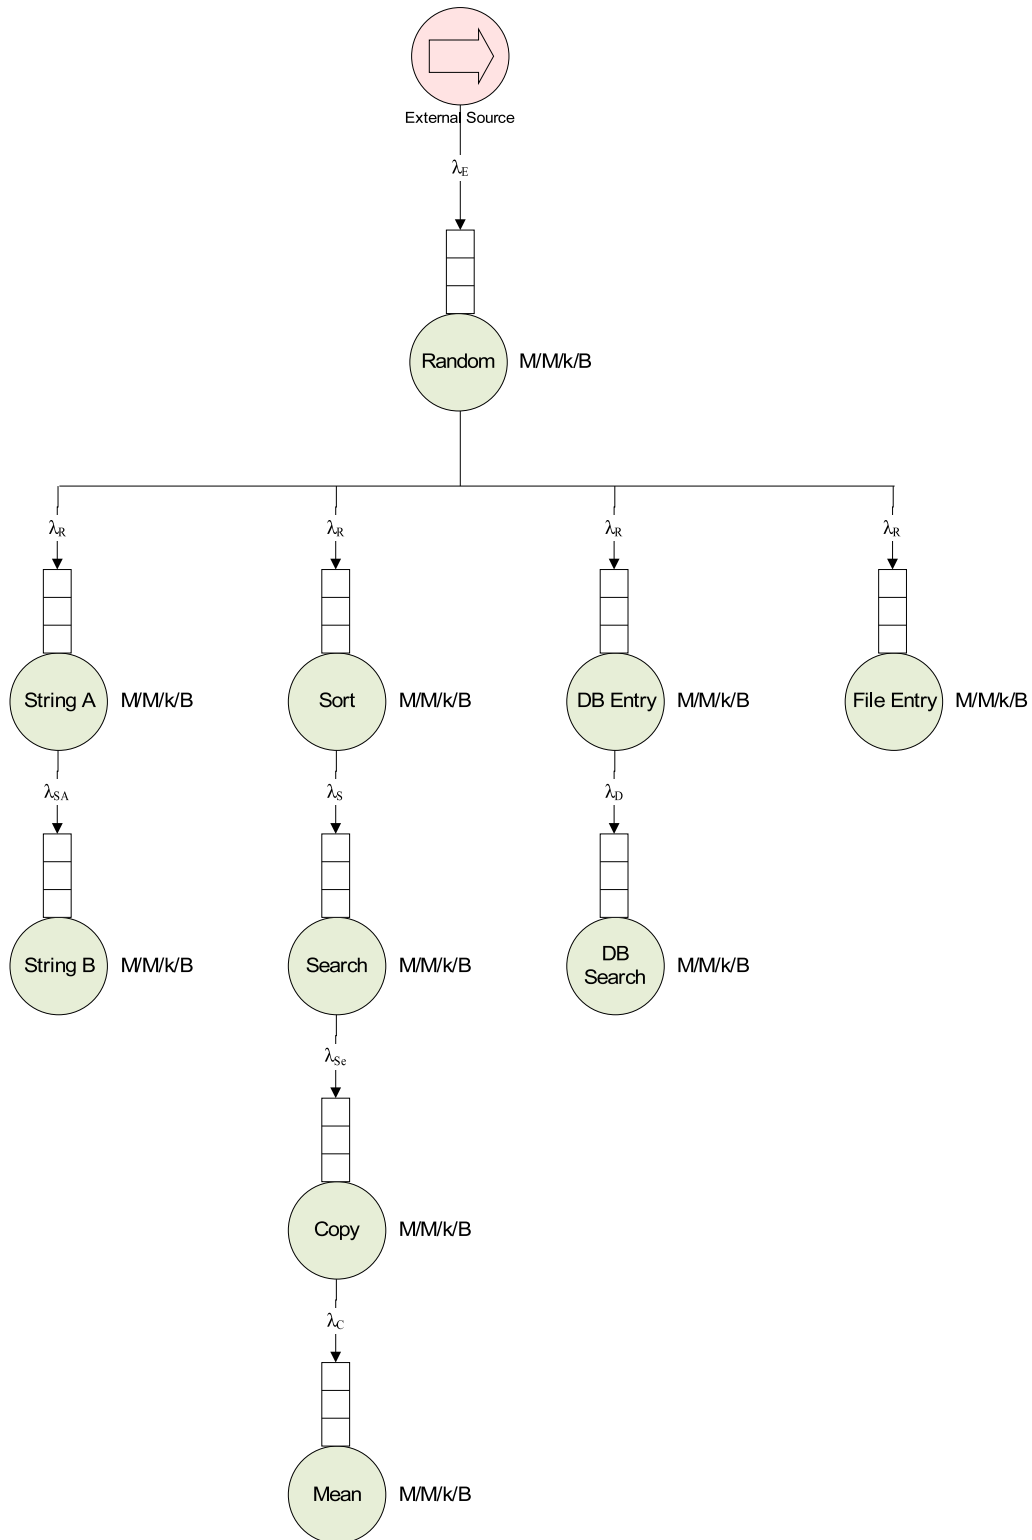 External Source
λE
Random M/M/k/B
λR λR λR λR
String A M/M/k/B Sort M/M/k/B DB Entry M/M/k/B File Entry M/M/k/B
λSA λS λD
String B M/M/k/B Search M/M/k/B DB Search M/M/k/B
λSe
Copy M/M/k/B
λC
Mean M/M/k/B